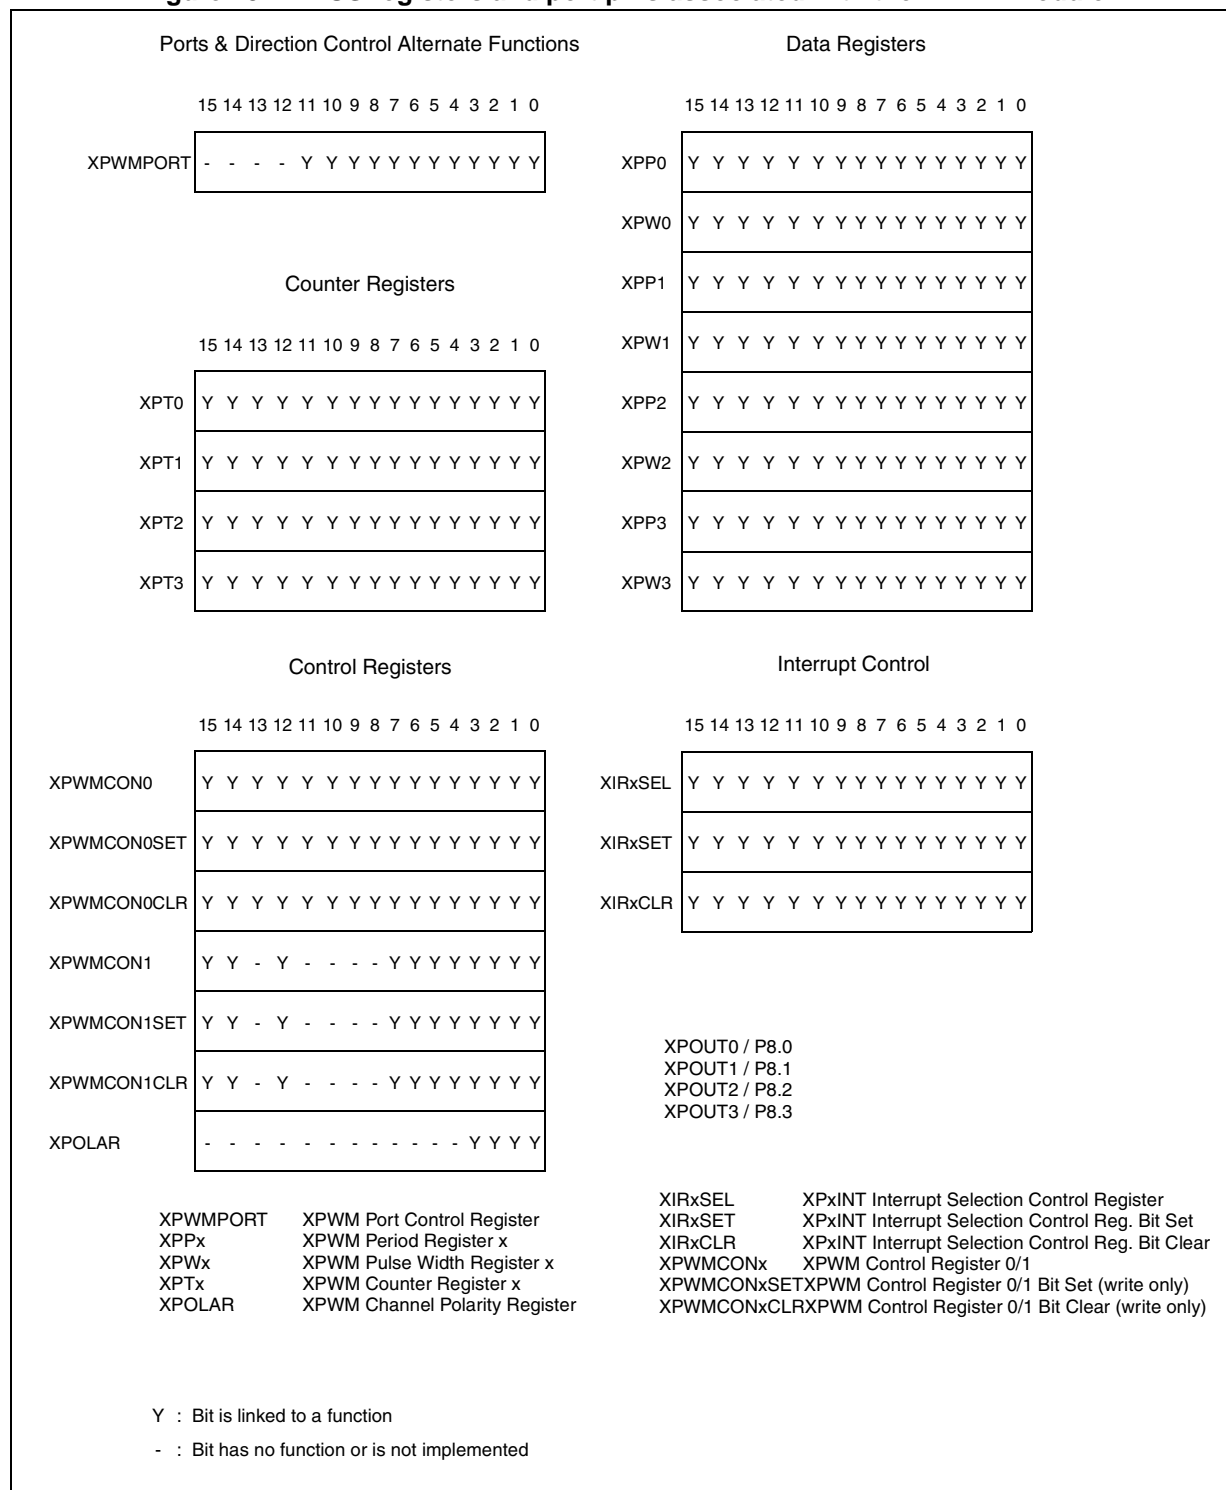 Ports & Direction Control Alternate Functions
15 14 13 12 11 10 9 8 7 6 5 4 3 2 1 0
XPWMPORT - - - - Y Y Y Y Y Y Y Y Y Y Y Y
Counter Registers
15 14 13 12 11 10 9 8 7 6 5 4 3 2 1 0
XPT0 Y Y Y Y Y Y Y Y Y Y Y Y Y Y Y Y
XPT1 Y Y Y Y Y Y Y Y Y Y Y Y Y Y Y Y
XPT2 Y Y Y Y Y Y Y Y Y Y Y Y Y Y Y Y
XPT3 Y Y Y Y Y Y Y Y Y Y Y Y Y Y Y Y
Data Registers
15 14 13 12 11 10 9 8 7 6 5 4 3 2 1 0
XPP0 Y Y Y Y Y Y Y Y Y Y Y Y Y Y Y Y
XPW0 Y Y Y Y Y Y Y Y Y Y Y Y Y Y Y Y
XPP1 Y Y Y Y Y Y Y Y Y Y Y Y Y Y Y Y
XPW1 Y Y Y Y Y Y Y Y Y Y Y Y Y Y Y Y
XPP2 Y Y Y Y Y Y Y Y Y Y Y Y Y Y Y Y
XPW2 Y Y Y Y Y Y Y Y Y Y Y Y Y Y Y Y
XPP3 Y Y Y Y Y Y Y Y Y Y Y Y Y Y Y Y
XPW3 Y Y Y Y Y Y Y Y Y Y Y Y Y Y Y Y
Control Registers
15 14 13 12 11 10 9 8 7 6 5 4 3 2 1 0
XPWMCON0 Y Y Y Y Y Y Y Y Y Y Y Y Y Y Y Y
XPWMCON0SET Y Y Y Y Y Y Y Y Y Y Y Y Y Y Y Y
XPWMCON0CLR Y Y Y Y Y Y Y Y Y Y Y Y Y Y Y Y
XPWMCON1 Y Y - Y - - - - Y Y Y Y Y Y Y Y
XPWMCON1SET Y Y - Y - - - - Y Y Y Y Y Y Y Y
XPWMCON1CLR Y Y - Y - - - - Y Y Y Y Y Y Y Y
XPOLAR - - - - - - - - - - - - Y Y Y Y
Interrupt Control
15 14 13 12 11 10 9 8 7 6 5 4 3 2 1 0
XIRxSEL Y Y Y Y Y Y Y Y Y Y Y Y Y Y Y Y
XIRxSET Y Y Y Y Y Y Y Y Y Y Y Y Y Y Y Y
XIRxCLR Y Y Y Y Y Y Y Y Y Y Y Y Y Y Y Y
XPOUT0 / P8.0
XPOUT1 / P8.1
XPOUT2 / P8.2
XPOUT3 / P8.3
XPWMPORT XPWM Port Control Register
XPPx XPWM Period Register x
XPWx XPWM Pulse Width Register x
XPTx XPWM Counter Register x
XPOLAR XPWM Channel Polarity Register
XIRxSEL XPxINT Interrupt Selection Control Register
XIRxSET XPxINT Interrupt Selection Control Reg. Bit Set
XIRxCLR XPxINT Interrupt Selection Control Reg. Bit Clear
XPWMCONx XPWM Control Register 0/1
XPWMCONxSETXPWM Control Register 0/1 Bit Set (write only)
XPWMCONxCLRXPWM Control Register 0/1 Bit Clear (write only)
Y : Bit is linked to a function
- : Bit has no function or is not implemented